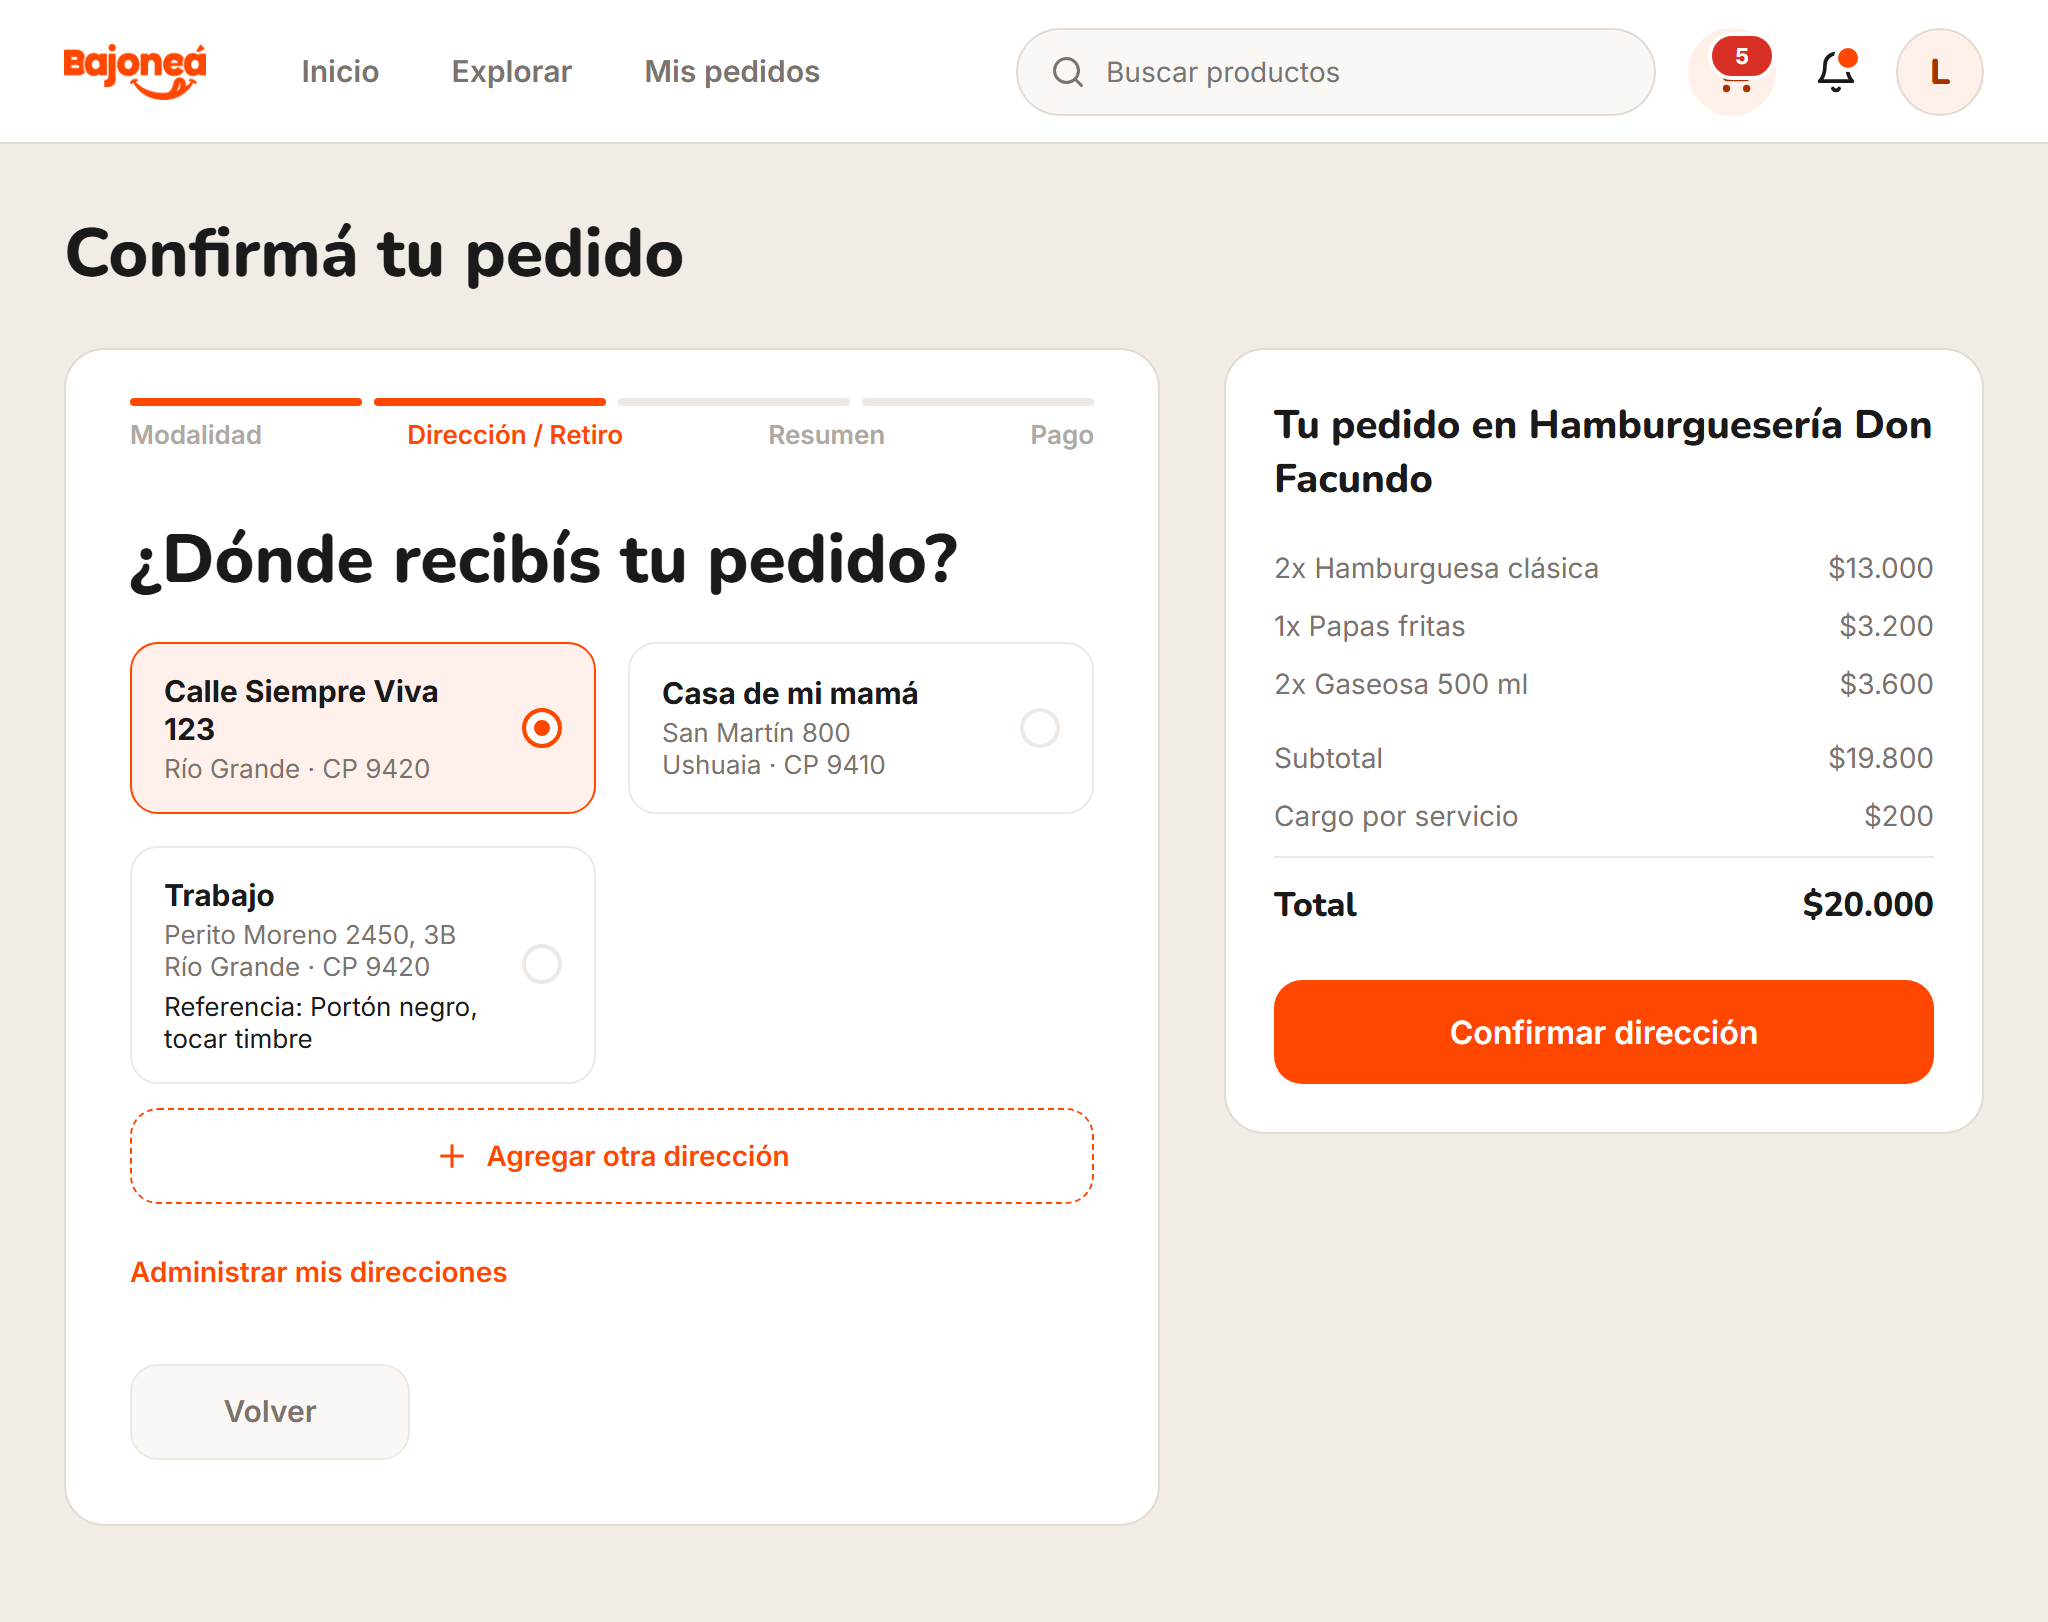 Bajoneá
Inicio
Explorar
Mis pedidos
Buscar productos
5
L
Confirmá tu pedido
Modalidad
Dirección / Retiro
Resumen
Pago
¿Dónde recibís tu pedido?
Calle Siempre Viva
123
Río Grande · CP 9420
Casa de mi mamá
San Martín 800
Ushuaia · CP 9410
Trabajo
Perito Moreno 2450, 3B
Río Grande · CP 9420
Referencia: Portón negro,
tocar timbre
+ Agregar otra dirección
Administrar mis direcciones
Volver
Tu pedido en Hamburguesería Don
Facundo
2x Hamburguesa clásica $13.000
1x Papas fritas $3.200
2x Gaseosa 500 ml $3.600
Subtotal $19.800
Cargo por servicio $200
Total $20.000
Confirmar dirección